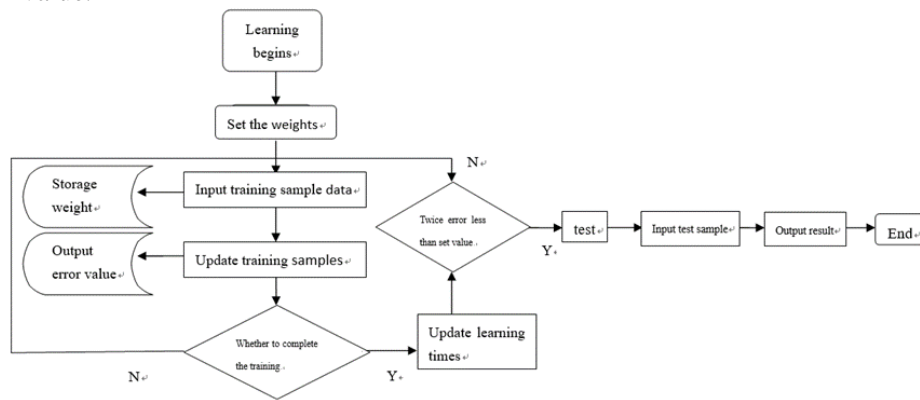 Learning
begins
Set the weights
N
Storage
weight
Input training sample data
Twice error less
than set value.
test
Input test sample
Output result
End
Y
Output
error value
Update training samples
Whether to complete
the training.
Update learning
times
N
Y